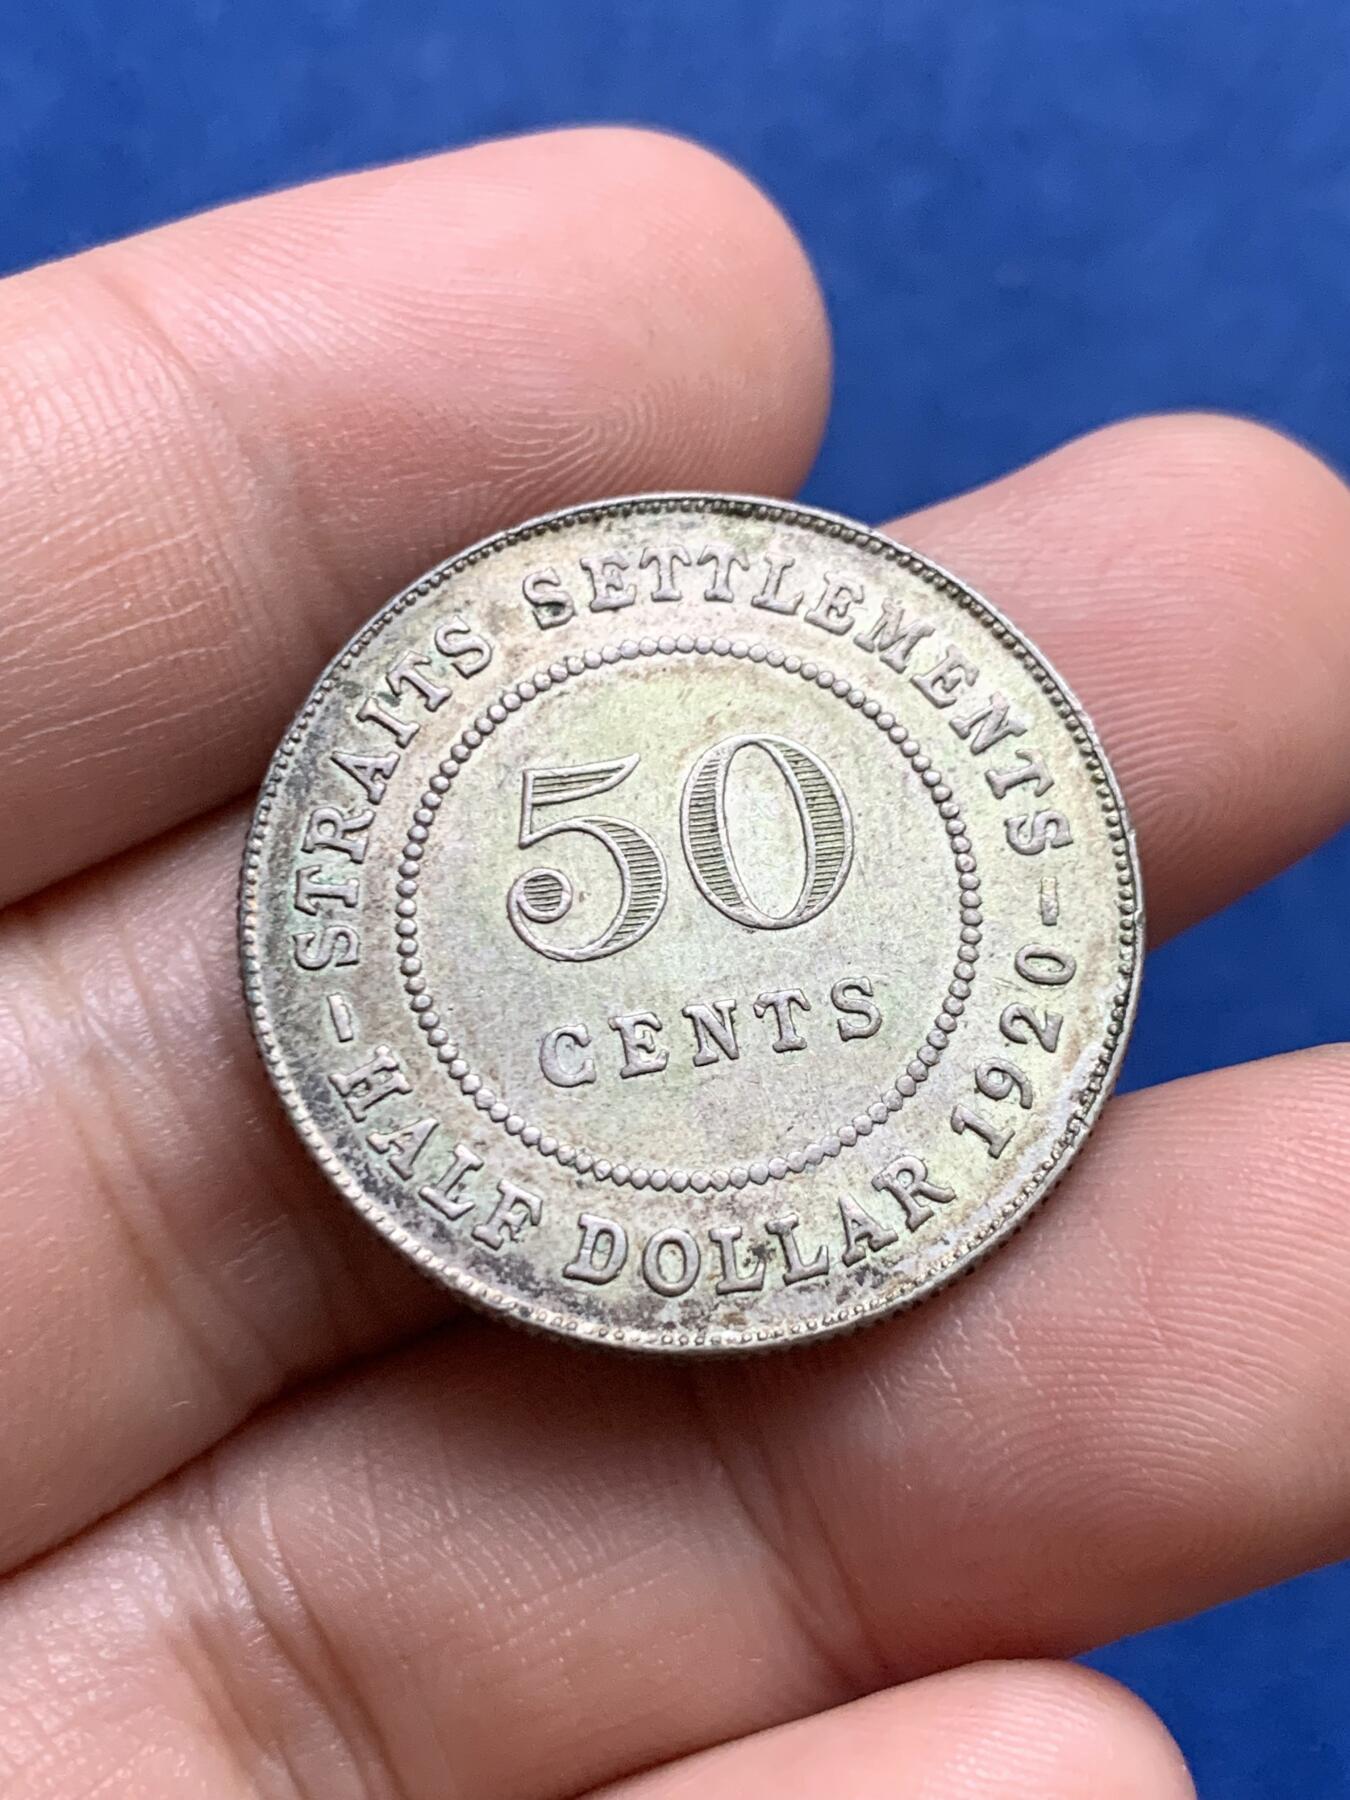 -STRAITS SETTLEMENTS-
50
CENTS
HALF DOLLAR 1920